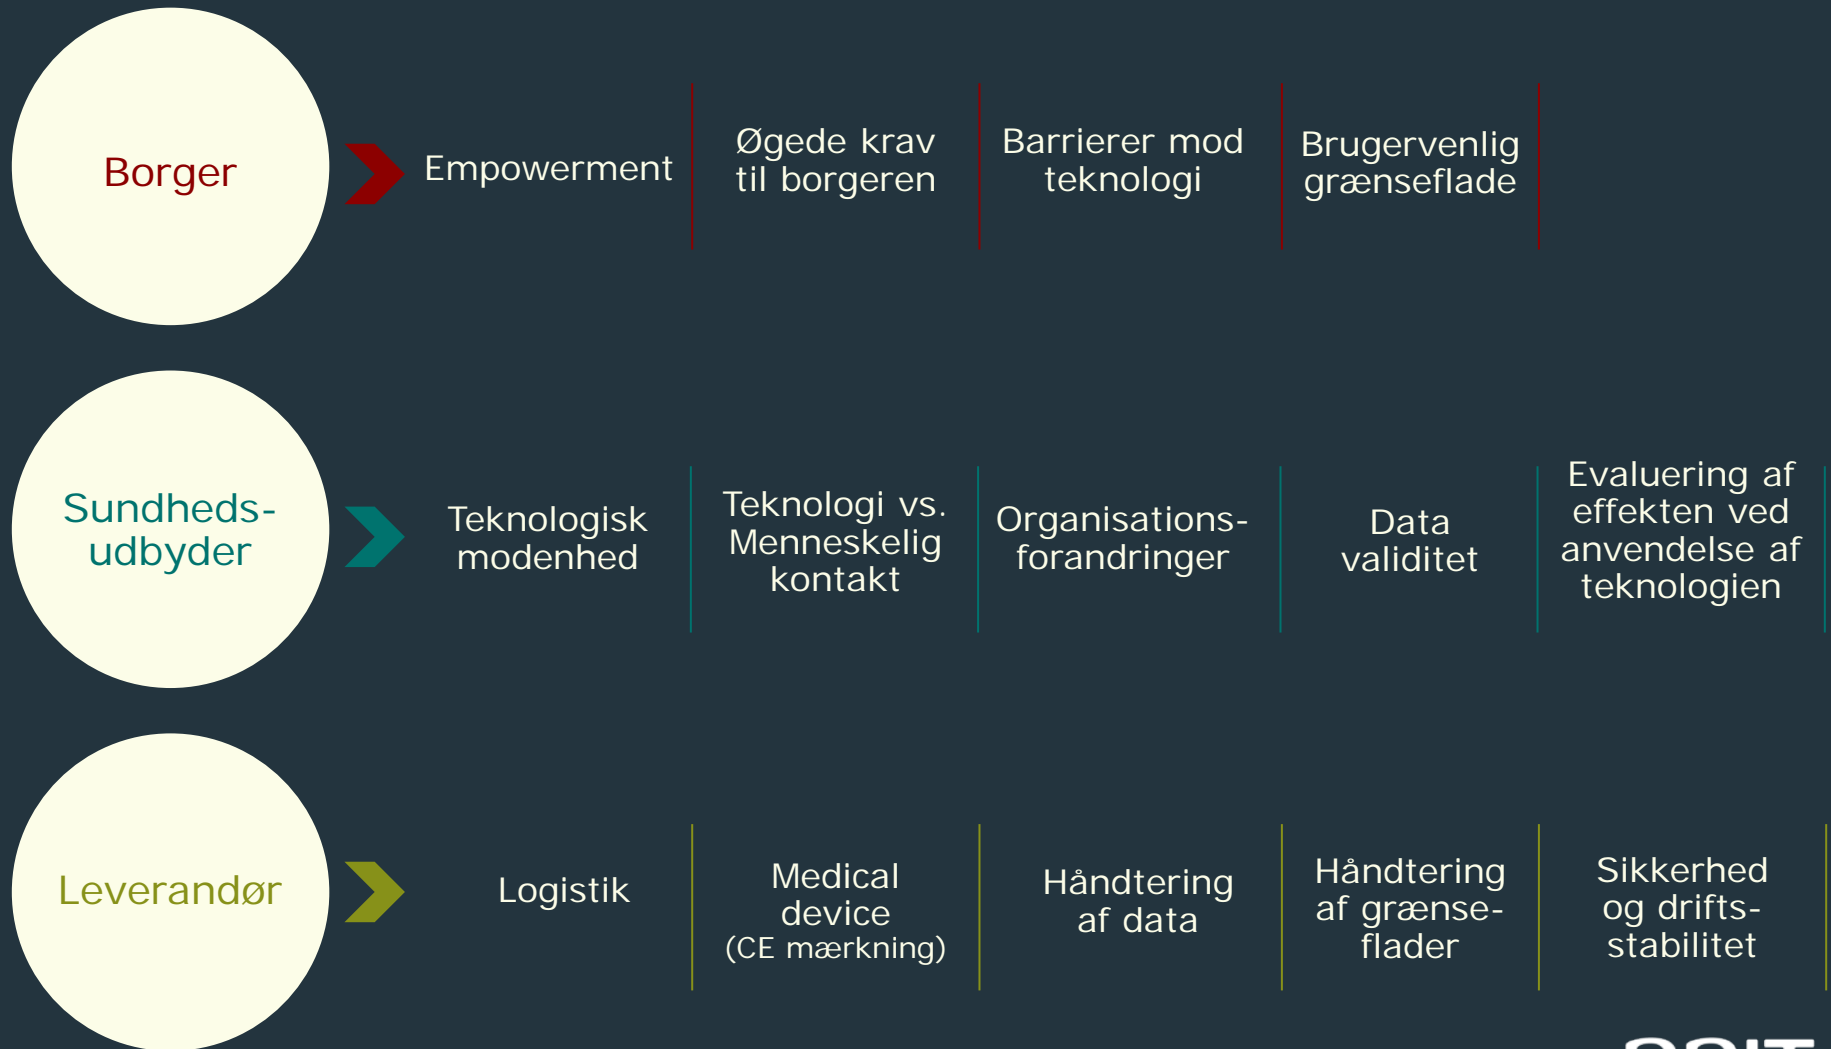 Borger
Empowerment
Øgede krav
til borgeren
Barrierer mod
teknologi
Brugervenlig
grænseflade
Sundheds-
udbyder
Teknologisk
modenhed
Teknologi vs.
Menneskelig
kontakt
Organisations-
forandringer
Data
validitet
Evaluering af
effekten ved
anvendelse af
teknologien
Leverandør
Logistik
Medical
device
(CE mærkning)
Håndtering
af data
Håndtering
af grænse-
flader
Sikkerhed
og drifts-
stabilitet